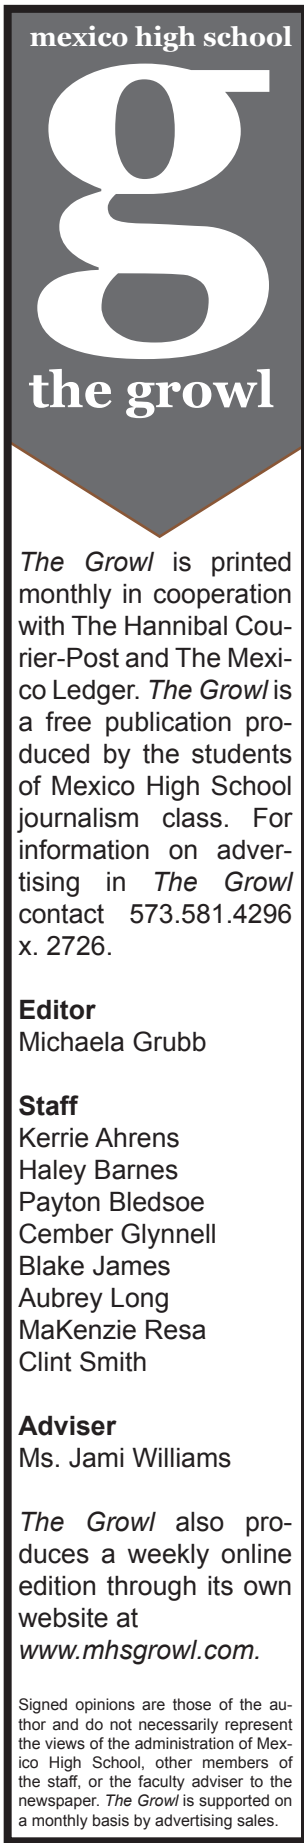 mexico high school
g
the growl
The Growl is printed
monthly in cooperation
with The Hannibal Cou-
rier-Post and The Mexi-
co Ledger. The Growl is
a free publication pro-
duced by the students
of Mexico High School
journalism class. For
information on adver-
tising in The Growl
contact 573.581.4296
x. 2726.
Editor
Michaela Grubb
Staff
Kerrie Ahrens
Haley Barnes
Payton Bledsoe
Cember Glynnell
Blake James
Aubrey Long
MaKenzie Resa
Clint Smith
Adviser
Ms. Jami Williams
The Growl also pro-
duces a weekly online
edition through its own
website at
www.mhsgrowl.com.
Signed opinions are those of the au-
thor and do not necessarily represent
the views of the administration of Mex-
ico High School, other members of
the staff, or the faculty adviser to the
newspaper. The Growl is supported on
a monthly basis by advertising sales.